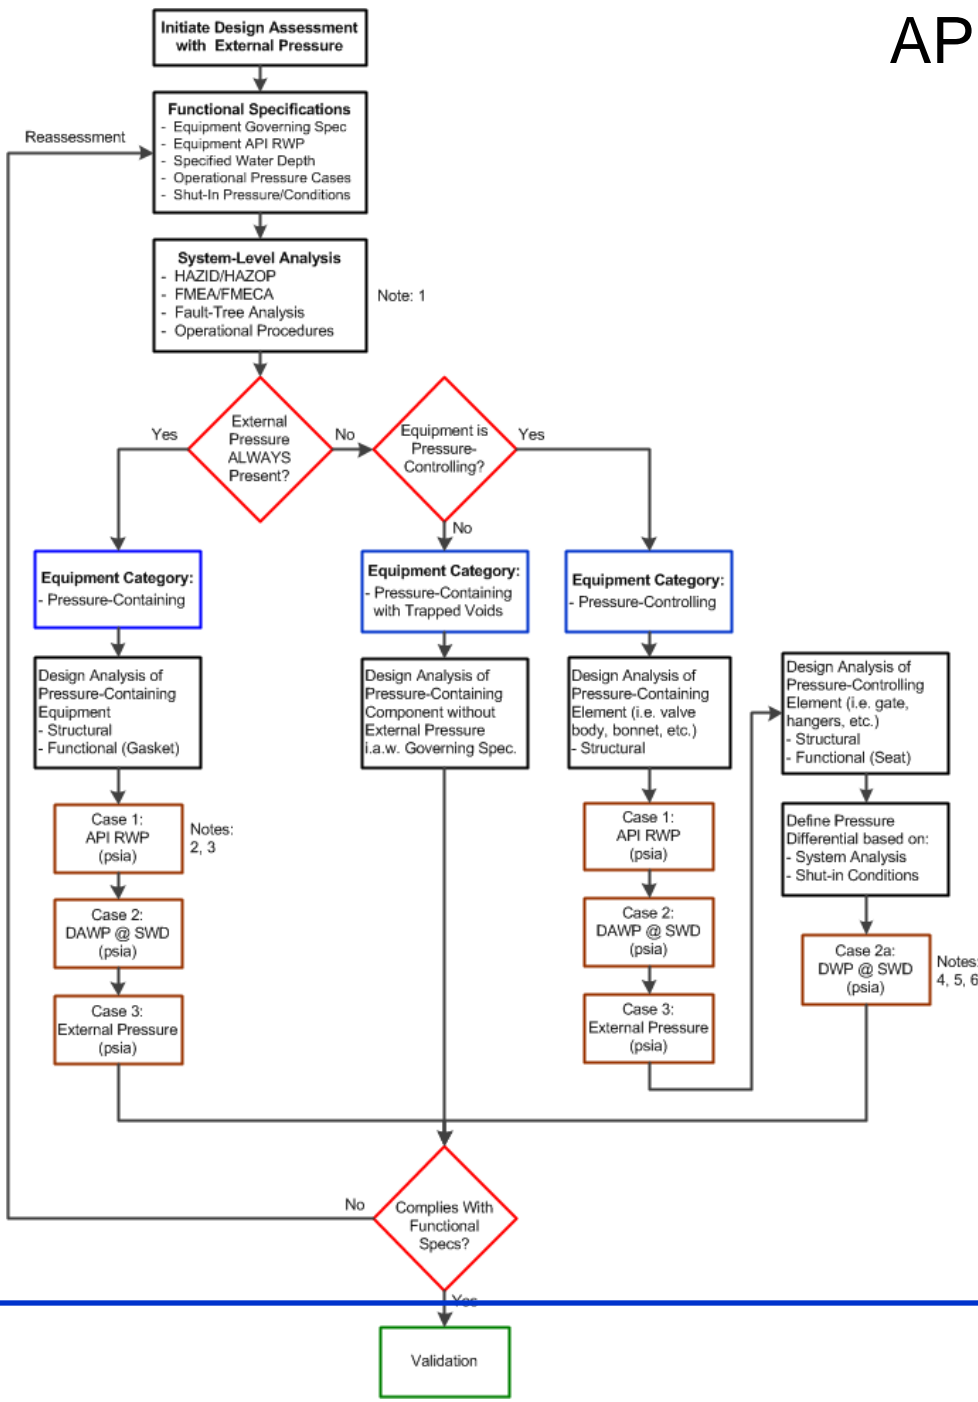 AP
Initiate Design Assessment
with External Pressure
Functional Specifications
- Equipment Governing Spec
- Equipment API RWP
- Specified Water Depth
- Operational Pressure Cases
- Shut-In Pressure/Conditions
Reassessment
System-Level Analysis
- HAZID/HAZOP
- FMEA/FMECA
- Fault-Tree Analysis
- Operational Procedures
Note: 1
External
Pressure
ALWAYS
Present?
Yes
No
Equipment is
Pressure-
Controlling?
Yes
No
Equipment Category:
- Pressure-Containing
Equipment Category:
- Pressure-Containing
with Trapped Voids
Equipment Category:
- Pressure-Controlling
Design Analysis of
Pressure-Containing
Equipment
- Structural
- Functional (Gasket)
Design Analysis of
Pressure-Containing
Component without
External Pressure
i.a.w. Governing Spec.
Design Analysis of
Pressure-Containing
Element (i.e. valve
body, bonnet, etc.)
- Structural
Design Analysis of
Pressure-Controlling
Element (i.e. gate,
hangers, etc.)
- Structural
- Functional (Seat)
Case 1:
API RWP
(psia)
Notes:
2, 3
Case 2:
DAWP @ SWD
(psia)
Case 3:
External Pressure
(psia)
Case 1:
API RWP
(psia)
Case 2:
DAWP @ SWD
(psia)
Case 3:
External Pressure
(psia)
Define Pressure
Differential based on:
- System Analysis
- Shut-in Conditions
Case 2a:
DWP @ SWD
(psia)
Notes:
4, 5, 6
Complies With
Functional
Specs?
No
Yes
Validation